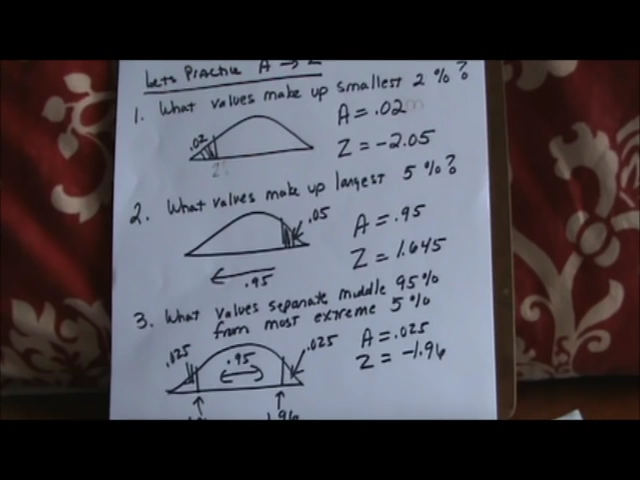 Lets Practice A → Z
1. What values make up smallest 2%?
.02
A = .02
Z = -2.05
2. What values make up largest 5%?
.05
A = .95
Z = 1.645
.95
3. What values separate middle 95%
from most extreme 5%
.025
.95
.025
A = .025
Z = -1.96
1.96